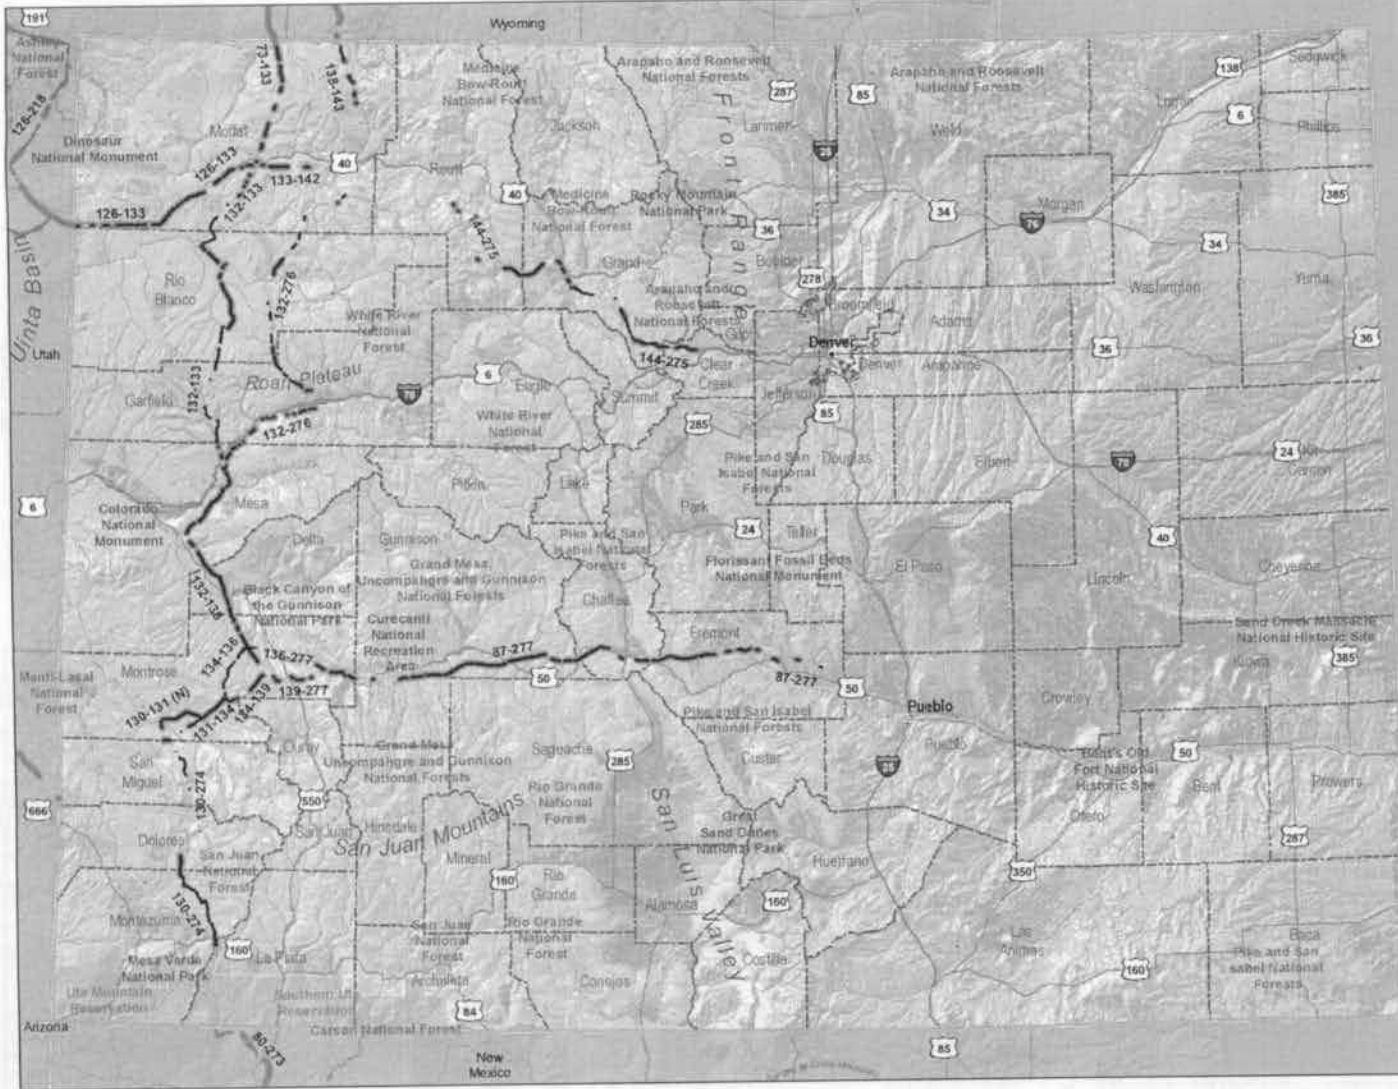 191
Wyoming
Ashley
National
Forest
73-133
138-143
Medicine
Bow-Routt
National Forest
Arapaho and Roosevelt
National Forests
287
85
Arapaho and Roosevelt
National Forests
138
Sedgwick
Logan
6
Phillips
126-218
Moffat
Jackson
Larimer
Weld
Front Range
25
Dinosaur
National Monument
126-133
40
133-142
Routt
132-133
40
Medicine
Bow-Routt
National Forest
Rocky Mountain
National Park
34
Morgan
76
385
126-133
144-275
36
34
Uinta Basin
Rio
Blanco
Grand
Boulder
278
Washington
Yuma
132-276
Arapaho and
Roosevelt
National Forests
Broomfield
Adams
White River
National
Forest
Gilpin
Utah
Denver
36
36
144-275
Clear
Creek
Denver
Arapahoe
Roan Plateau
6
Eagle
132-133
Garfield
70
Summit
Jefferson
85
132-276
White River
National
Forest
285
Pike and San
Isabel National
Forests
Douglas
Elbert
70
24
Kit
Carson
Pitkin
Lake
6
Mesa
Park
Colorado
National
Monument
24
Teller
Delta
Gunnison
Pike and San
Isabel National
Forests
40
Grand Mesa,
Uncompahgre and Gunnison
National Forests
Florissant Fossil Beds
National Monument
El Paso
Lincoln
Cheyenne
132-136
Black Canyon of
the Gunnison
National Park
Chaffee
Curecanti
National
Recreation
Area
Fremont
Sand Creek Massacre
National Historic Site
Kiowa
385
134-136
136-277
87-277
Montrose
Manti-Lasal
National
Forest
139-277
50
87-277
50
130-131 (N)
131-134
134-139
Pueblo
Crowley
Pike and San Isabel
National Forests
Ouray
Grand Mesa
Uncompahgre and Gunnison
National Forests
Saguache
Pueblo
50
San
Miguel
285
Custer
25
Bent's Old
Fort National
Historic Site
Bent
Prowers
130-274
550
Rio Grande
National
Forest
666
San Juan
Hinsdale
San Juan Mountains
San Luis Valley
Great
Sand Dunes
National Park
Otero
287
Dolores
San Juan
National
Forest
Mineral
Huerfano
350
160
Rio
Grande
130-274
Alamosa
160
Montezuma
San Juan
National
Forest
Rio Grande
National
Forest
Las
Animas
160
La Plata
Mesa Verde
National Park
Costilla
Baca
Pike and San
Isabel National
Forests
160
Archuleta
Conejos
Ute Mountain
Reservation
Southern Ute
Reservation
84
Arizona
Carson National Forest
80-273
85
New
Mexico